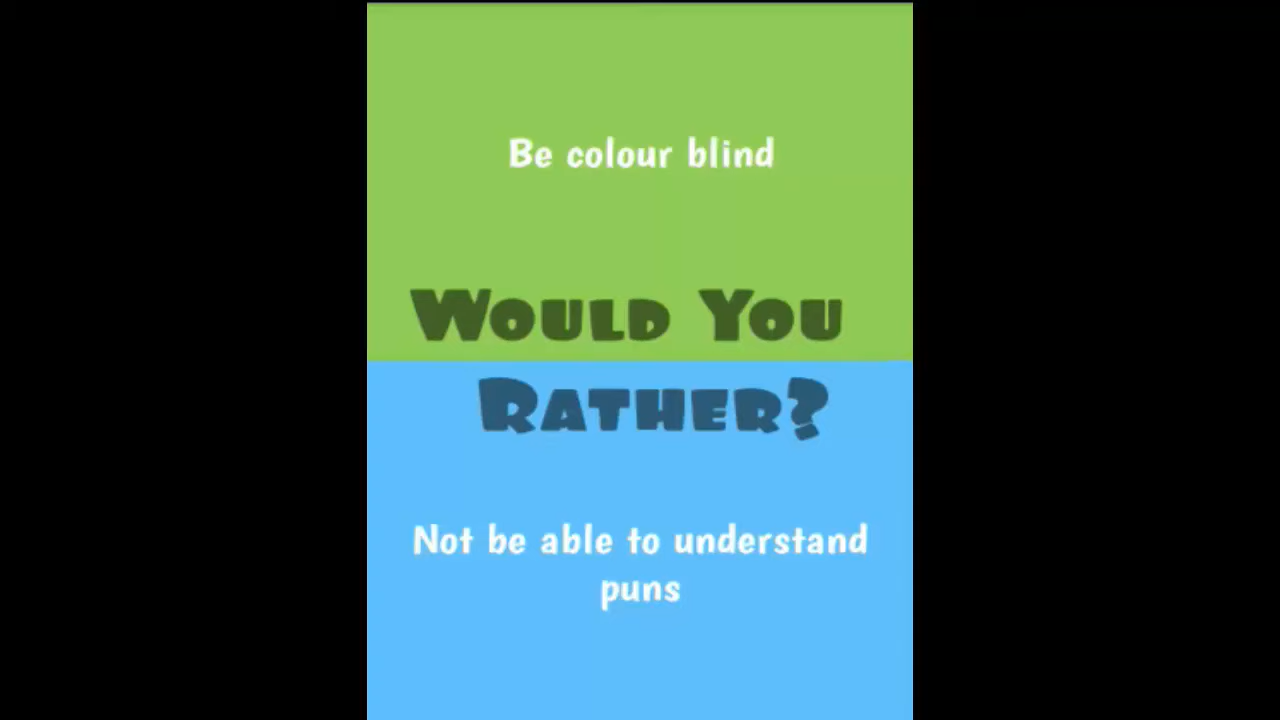 Be colour blind
Would You
Rather?
Not be able to understand
puns